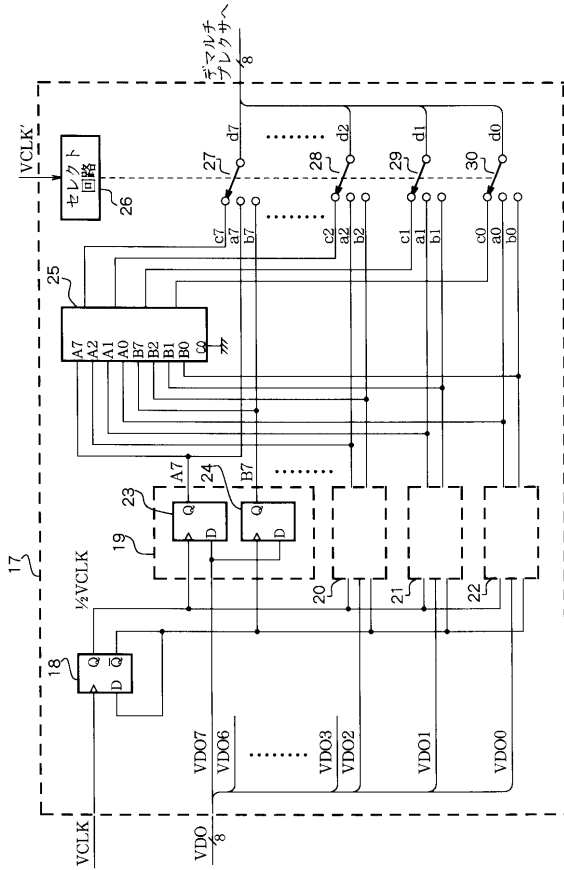 VCLK'
セレクト
回路
26
デマルチ
プレクサへ
8
27
28
29
30
d7
d2
d1
d0
c7
a7
b7
c2
a2
b2
c1
a1
b1
c0
a0
b0
25
A7
A2
A1
A0
B7
B2
B1
B0
C0
17
19
A7
23
Q
D
B7
24
Q
D
20
21
22
½VCLK
18
Q
Q̅
D
VDO7
VDO6
VDO3
VDO2
VDO1
VDO0
VCLK
VDO
8